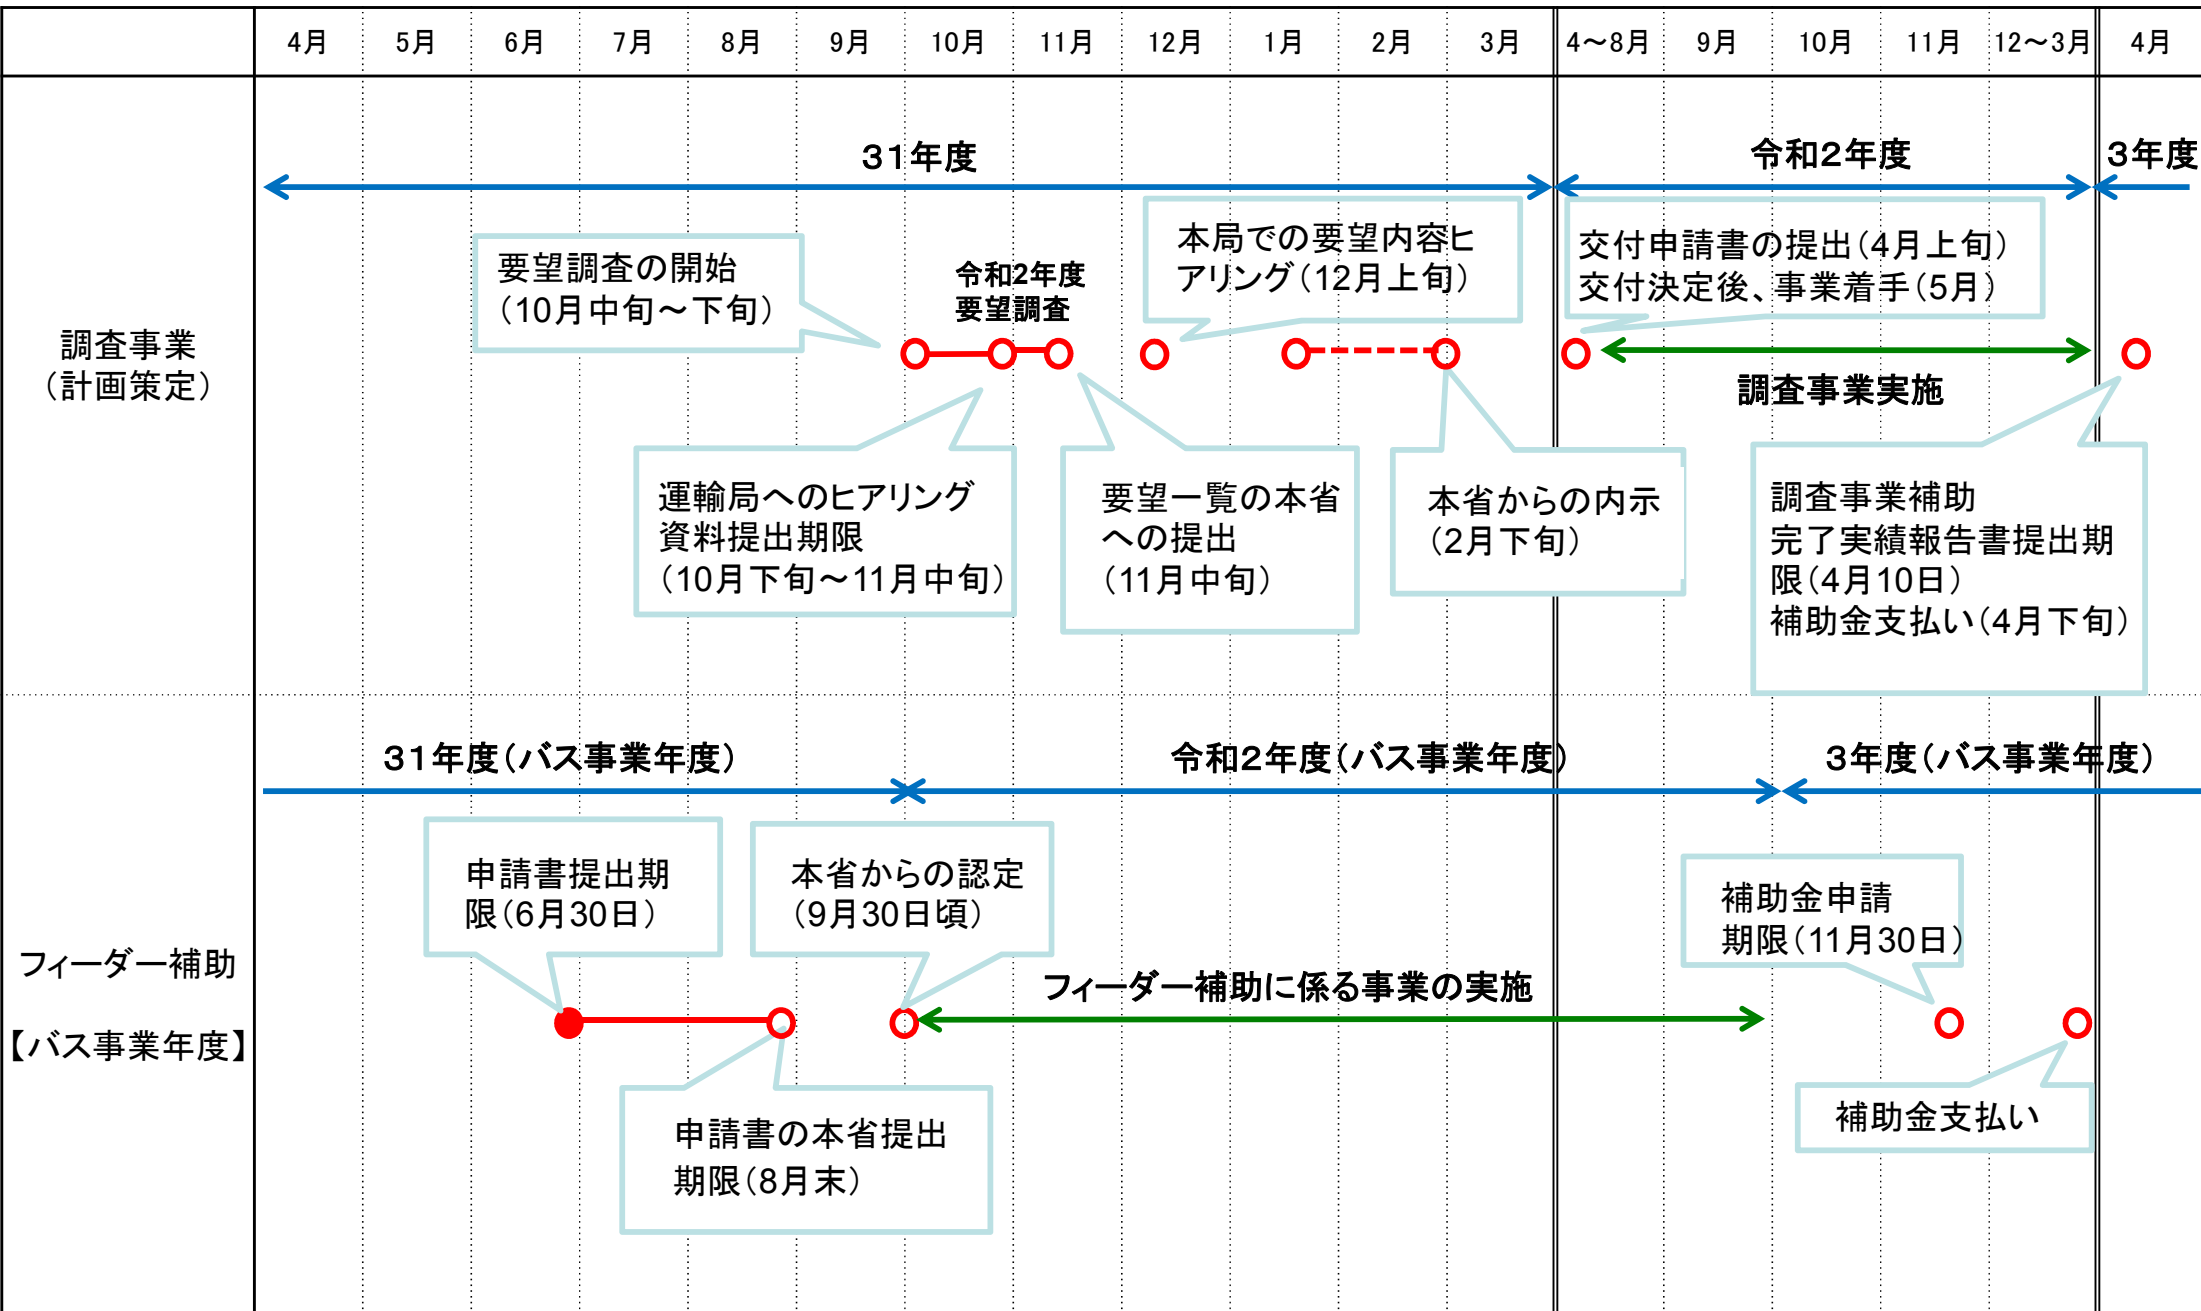 4月 5月 6月 7月 8月 9月 10月 11月 12月 1月 2月 3月 4～8月 9月 10月 11月 12～3月 4月
調査事業
（計画策定）
31年度
令和2年度
3年度
要望調査の開始
（10月中旬～下旬）
令和2年度
要望調査
本局での要望内容ヒ
アリング（12月上旬）
交付申請書の提出（4月上旬）
交付決定後、事業着手（5月）
調査事業実施
運輸局へのヒアリング
資料提出期限
（10月下旬～11月中旬）
要望一覧の本省
への提出
（11月中旬）
本省からの内示
（2月下旬）
調査事業補助
完了実績報告書提出期
限（4月10日）
補助金支払い（4月下旬）
フィーダー補助
【バス事業年度】
31年度（バス事業年度）
令和2年度（バス事業年度）
3年度（バス事業年度）
申請書提出期
限（6月30日）
本省からの認定
（9月30日頃）
補助金申請
期限（11月30日）
フィーダー補助に係る事業の実施
申請書の本省提出
期限（8月末）
補助金支払い